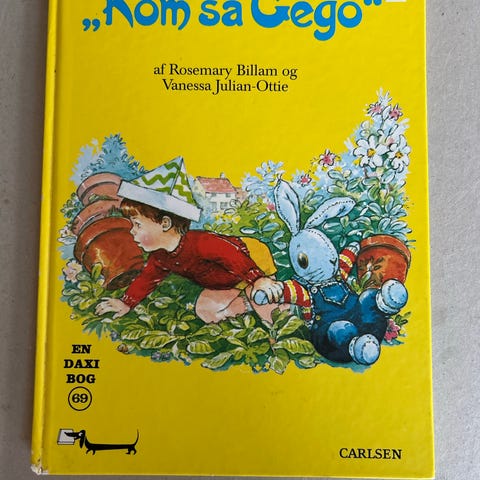 „Kom så Gego“
af Rosemary Billam og
Vanessa Julian-Ottie
EN
DAXI
BOG
69
CARLSEN